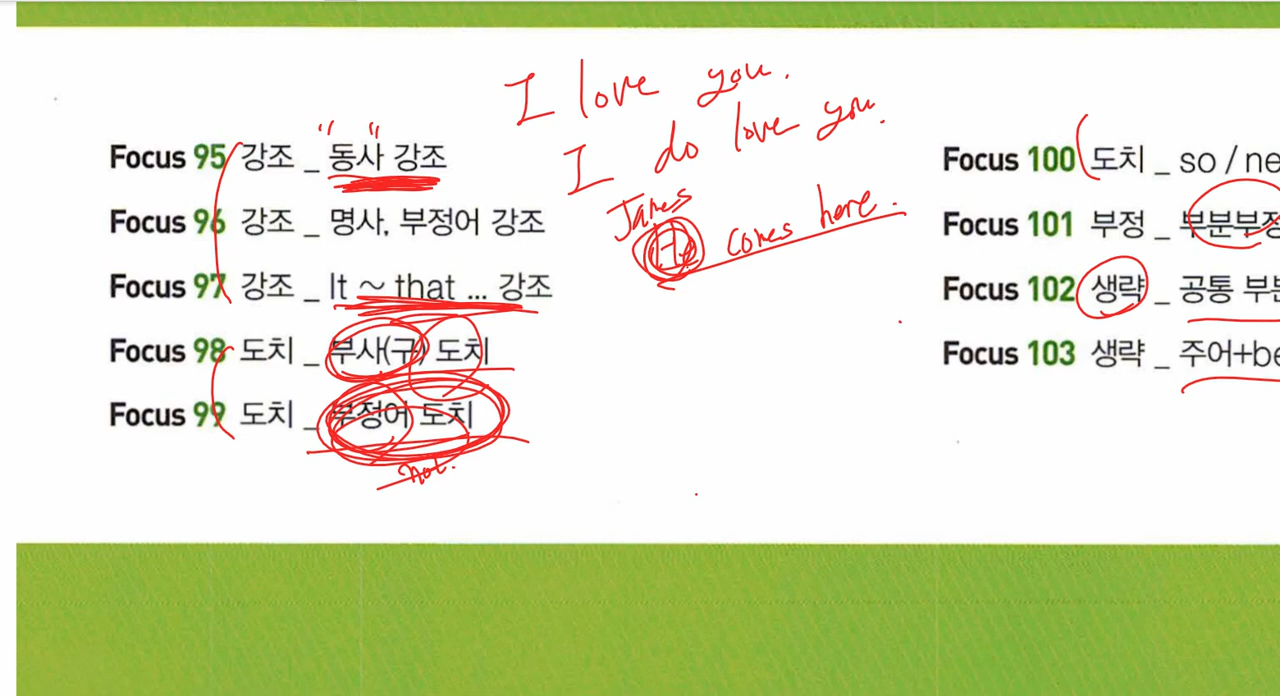 Focus 95 강조 _ 동사 강조
Focus 96 강조 _ 명사, 부정어 강조
Focus 97 강조 _ It ~ that ... 강조
Focus 98 도치 _ 부사(구) 도치
Focus 99 도치 _ 부정어 도치
not.
I love you.
I do love you.
James
He comes here.
Focus 100 도치 _ so / ne
Focus 101 부정 _ 부분부정
Focus 102 생략 _ 공통 부분
Focus 103 생략 _ 주어+be